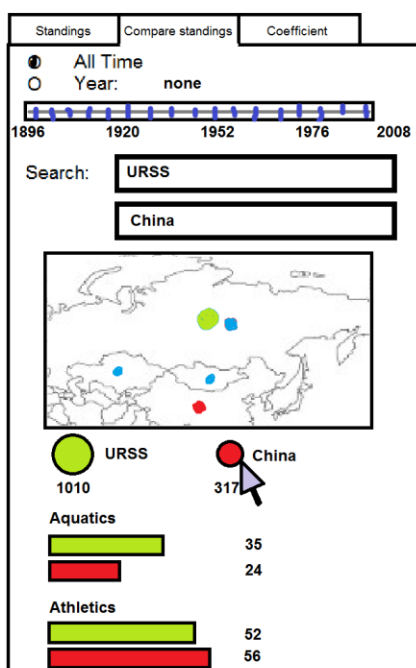 Standings Compare standings Coefficient
All Time
Year: none
1896 1920 1952 1976 2008
Search: URSS
China
URSS China
1010 317
Aquatics
35
24
Athletics
52
56